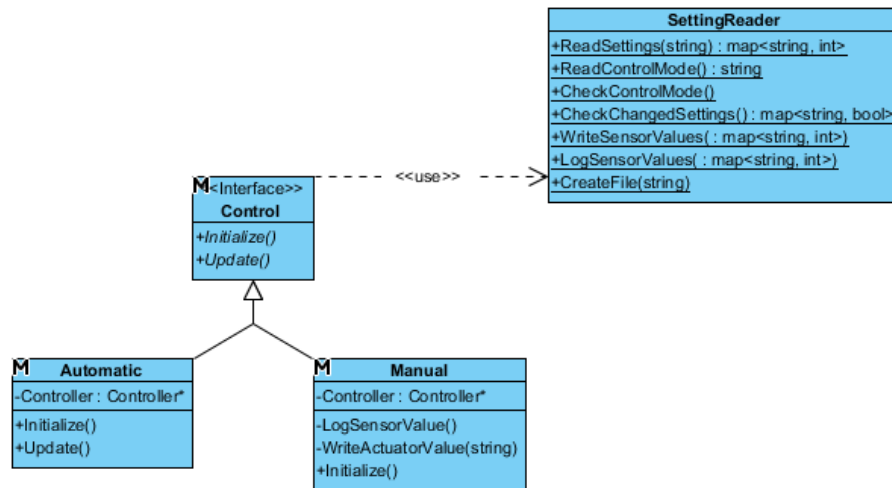 SettingReader
+ReadSettings(string) : map<string, int>
+ReadControlMode() : string
+CheckControlMode()
+CheckChangedSettings() : map<string, bool>
+WriteSensorValues( : map<string, int>)
+LogSensorValues( : map<string, int>)
+CreateFile(string)
<<use>>
M
<<Interface>>
Control
+Initialize()
+Update()
M
Automatic
-Controller : Controller*
+Initialize()
+Update()
M
Manual
-Controller : Controller*
-LogSensorValue()
-WriteActuatorValue(string)
+Initialize()